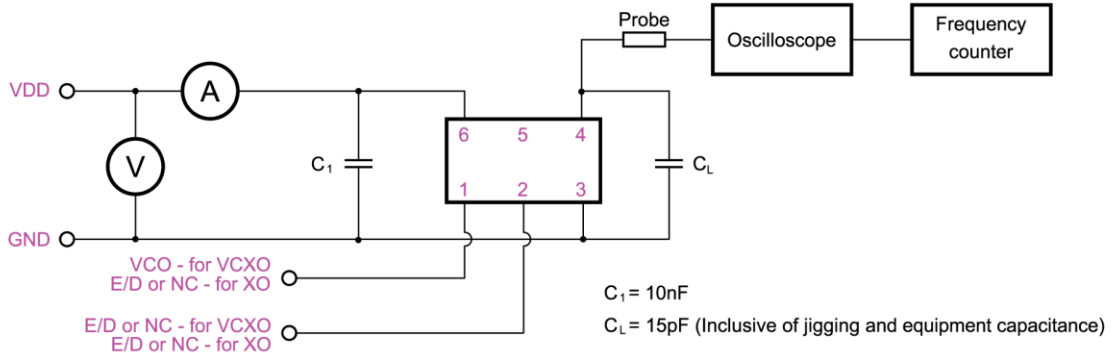 Probe
Oscilloscope
Frequency
counter
VDD
A
V
C1
6 5 4
1 2 3
CL
GND
VCO - for VCXO
E/D or NC - for XO
E/D or NC - for VCXO
E/D or NC - for XO
C1 = 10nF
CL = 15pF (Inclusive of jigging and equipment capacitance)